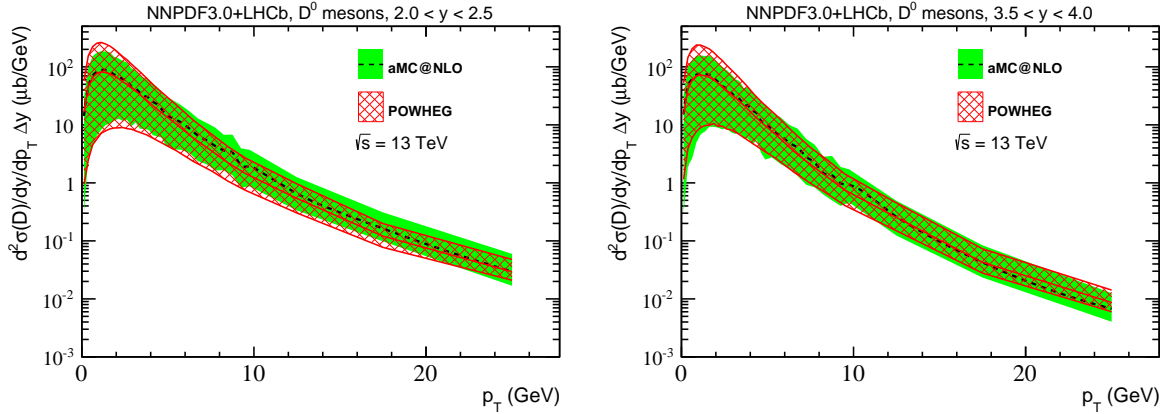 NNPDF3.0+LHCb, D⁰ mesons, 2.0 < y < 2.5
d²σ(D)/dy/dp_T Δy (μb/GeV)
10²
10
1
10⁻¹
10⁻²
10⁻³
aMC@NLO
POWHEG
√s = 13 TeV
0 10 20
p_T (GeV)
NNPDF3.0+LHCb, D⁰ mesons, 3.5 < y < 4.0
d²σ(D)/dy/dp_T Δy (μb/GeV)
10²
10
1
10⁻¹
10⁻²
10⁻³
aMC@NLO
POWHEG
√s = 13 TeV
0 10 20
p_T (GeV)